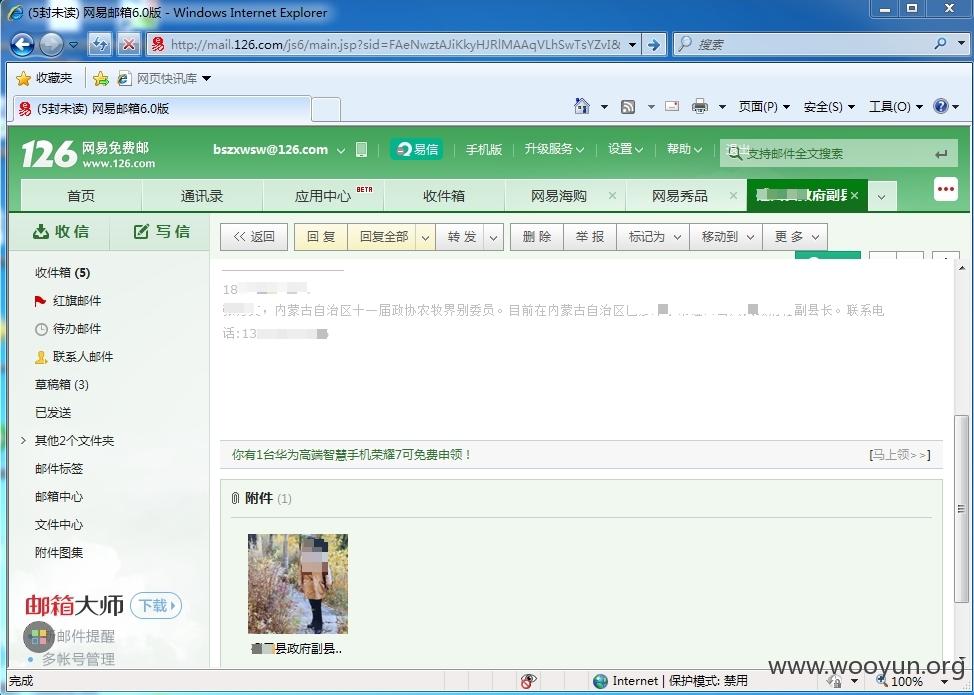 (5封未读) 网易邮箱6.0版 - Windows Internet Explorer
http://mail.126.com/js6/main.jsp?sid=FAeNwztAJiKkyHJRlMAAqVLhSwTsYZvI&
搜索
收藏夹
网页快讯库
(5封未读) 网易邮箱6.0版
页面(P)
安全(S)
工具(O)
126 网易免费邮
www.126.com
bszxwsw@126.com
易信
手机版
升级服务
设置
帮助
退出
支持邮件全文搜索
首页
通讯录
应用中心 BETA
收件箱
网易海购
网易秀品
政府副县
收信
写信
<< 返回
回复
回复全部
转发
删除
举报
标记为
移动到
更多
收件箱 (5)
红旗邮件
待办邮件
联系人邮件
草稿箱 (3)
已发送
其他2个文件夹
邮件标签
邮箱中心
文件中心
附件图集
18
，内蒙古自治区十一届政协农牧界别委员。目前在内蒙古自治区 副县长。联系电
话:13
你有1台华为高端智慧手机荣耀7可免费申领！
[马上领>>]
附件 (1)
县政府副县..
邮箱大师
下载
邮件提醒
多帐号管理
www.wooyun.org
完成
Internet | 保护模式: 禁用
100%